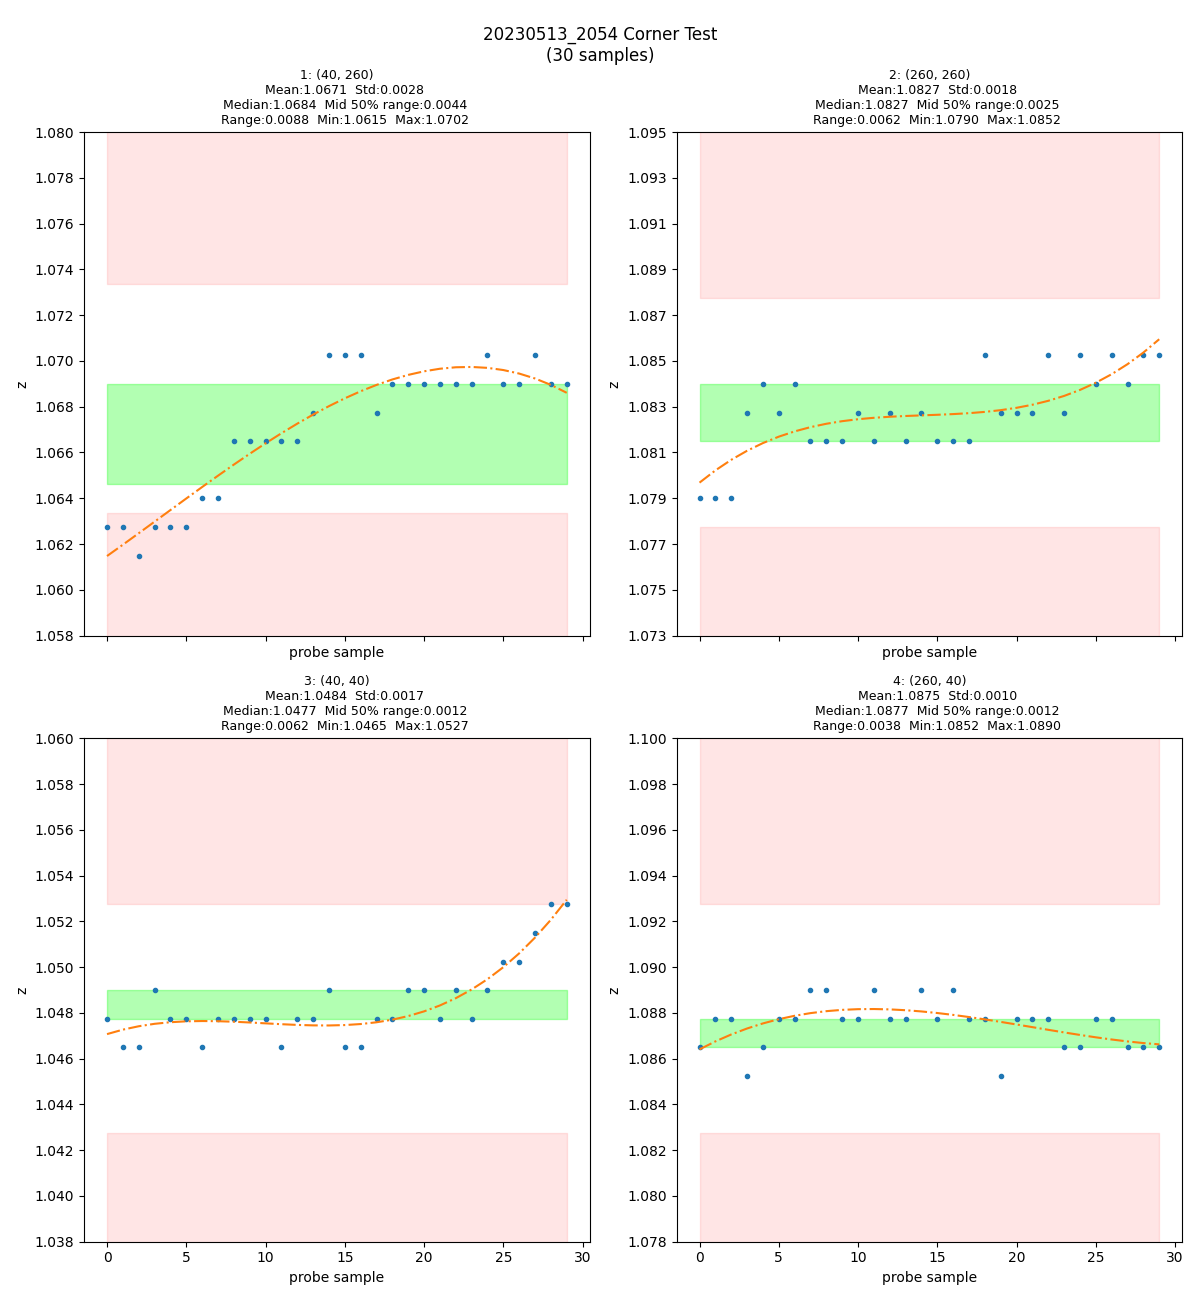 20230513_2054 Corner Test
(30 samples)
1: (40, 260)
Mean:1.0671 Std:0.0028
Median:1.0684 Mid 50% range:0.0044
Range:0.0088 Min:1.0615 Max:1.0702
1.080
1.078
1.076
1.074
1.072
1.070
1.068
1.066
1.064
1.062
1.060
1.058
z
probe sample
2: (260, 260)
Mean:1.0827 Std:0.0018
Median:1.0827 Mid 50% range:0.0025
Range:0.0062 Min:1.0790 Max:1.0852
1.095
1.093
1.091
1.089
1.087
1.085
1.083
1.081
1.079
1.077
1.075
1.073
z
probe sample
3: (40, 40)
Mean:1.0484 Std:0.0017
Median:1.0477 Mid 50% range:0.0012
Range:0.0062 Min:1.0465 Max:1.0527
1.060
1.058
1.056
1.054
1.052
1.050
1.048
1.046
1.044
1.042
1.040
1.038
z
0 5 10 15 20 25 30
probe sample
4: (260, 40)
Mean:1.0875 Std:0.0010
Median:1.0877 Mid 50% range:0.0012
Range:0.0038 Min:1.0852 Max:1.0890
1.100
1.098
1.096
1.094
1.092
1.090
1.088
1.086
1.084
1.082
1.080
1.078
z
0 5 10 15 20 25 30
probe sample